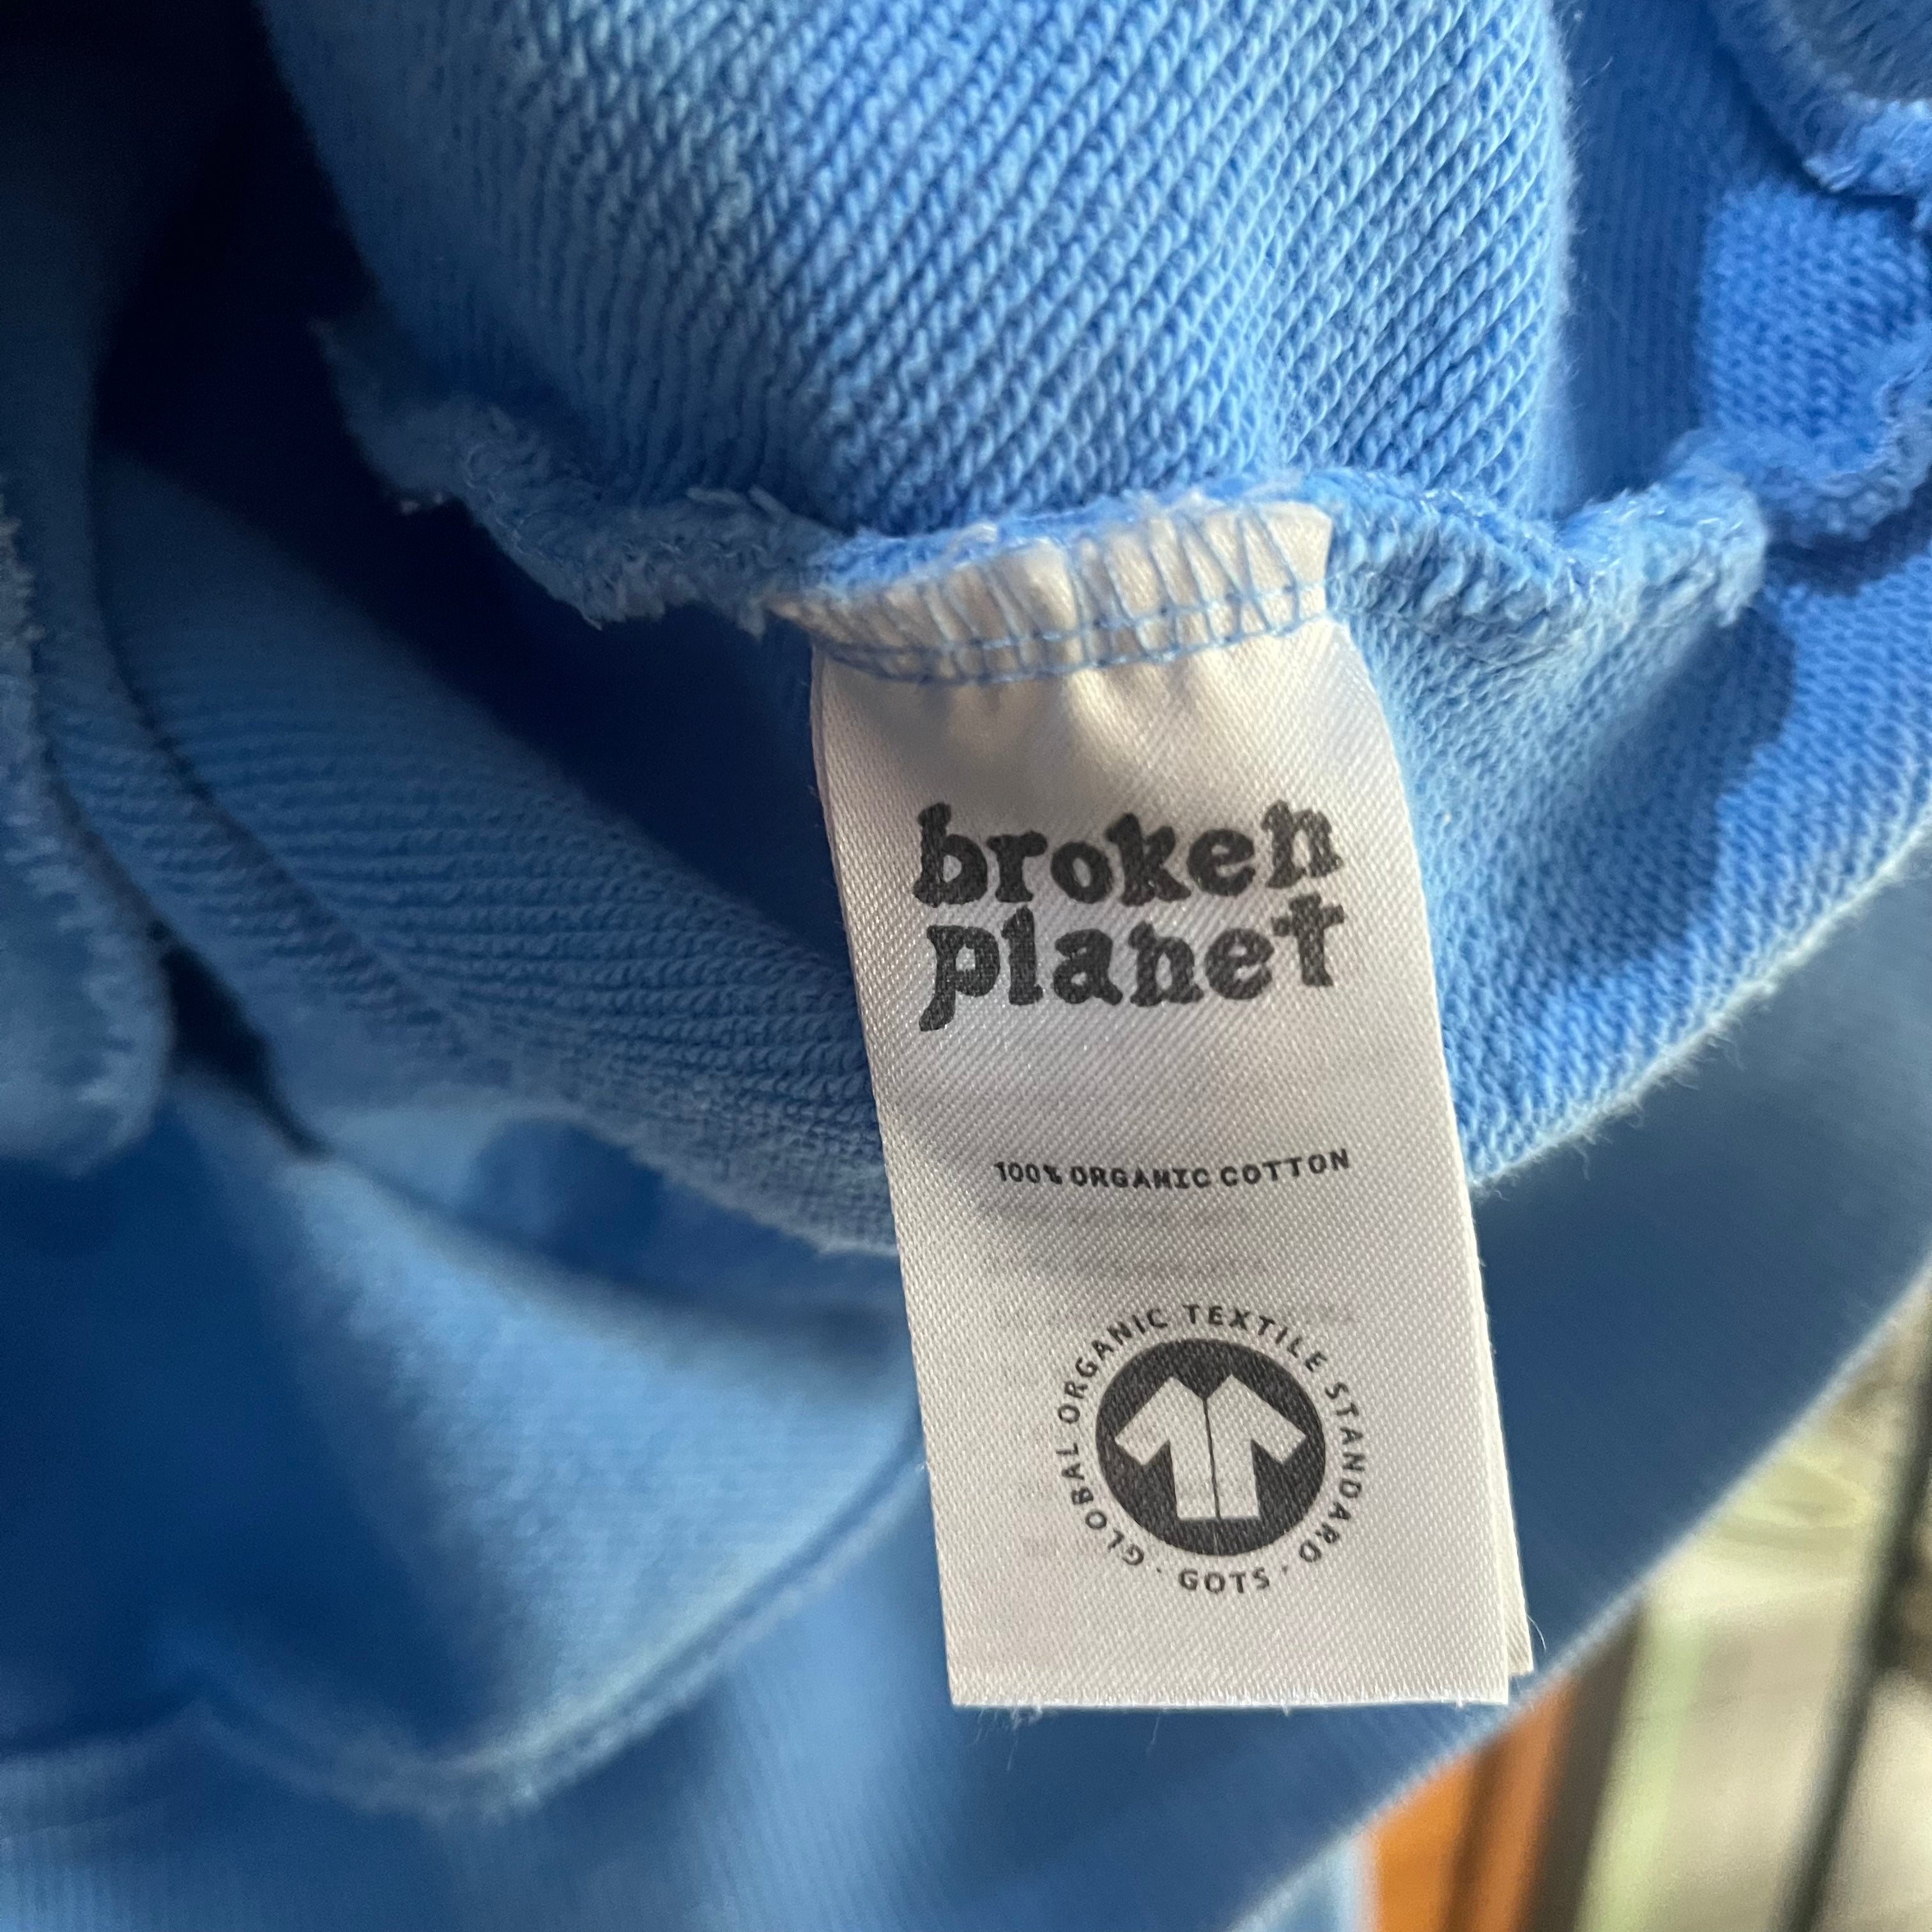 broken
planet
100% ORGANIC COTTON
GLOBAL ORGANIC TEXTILE STANDARD · GOTS ·